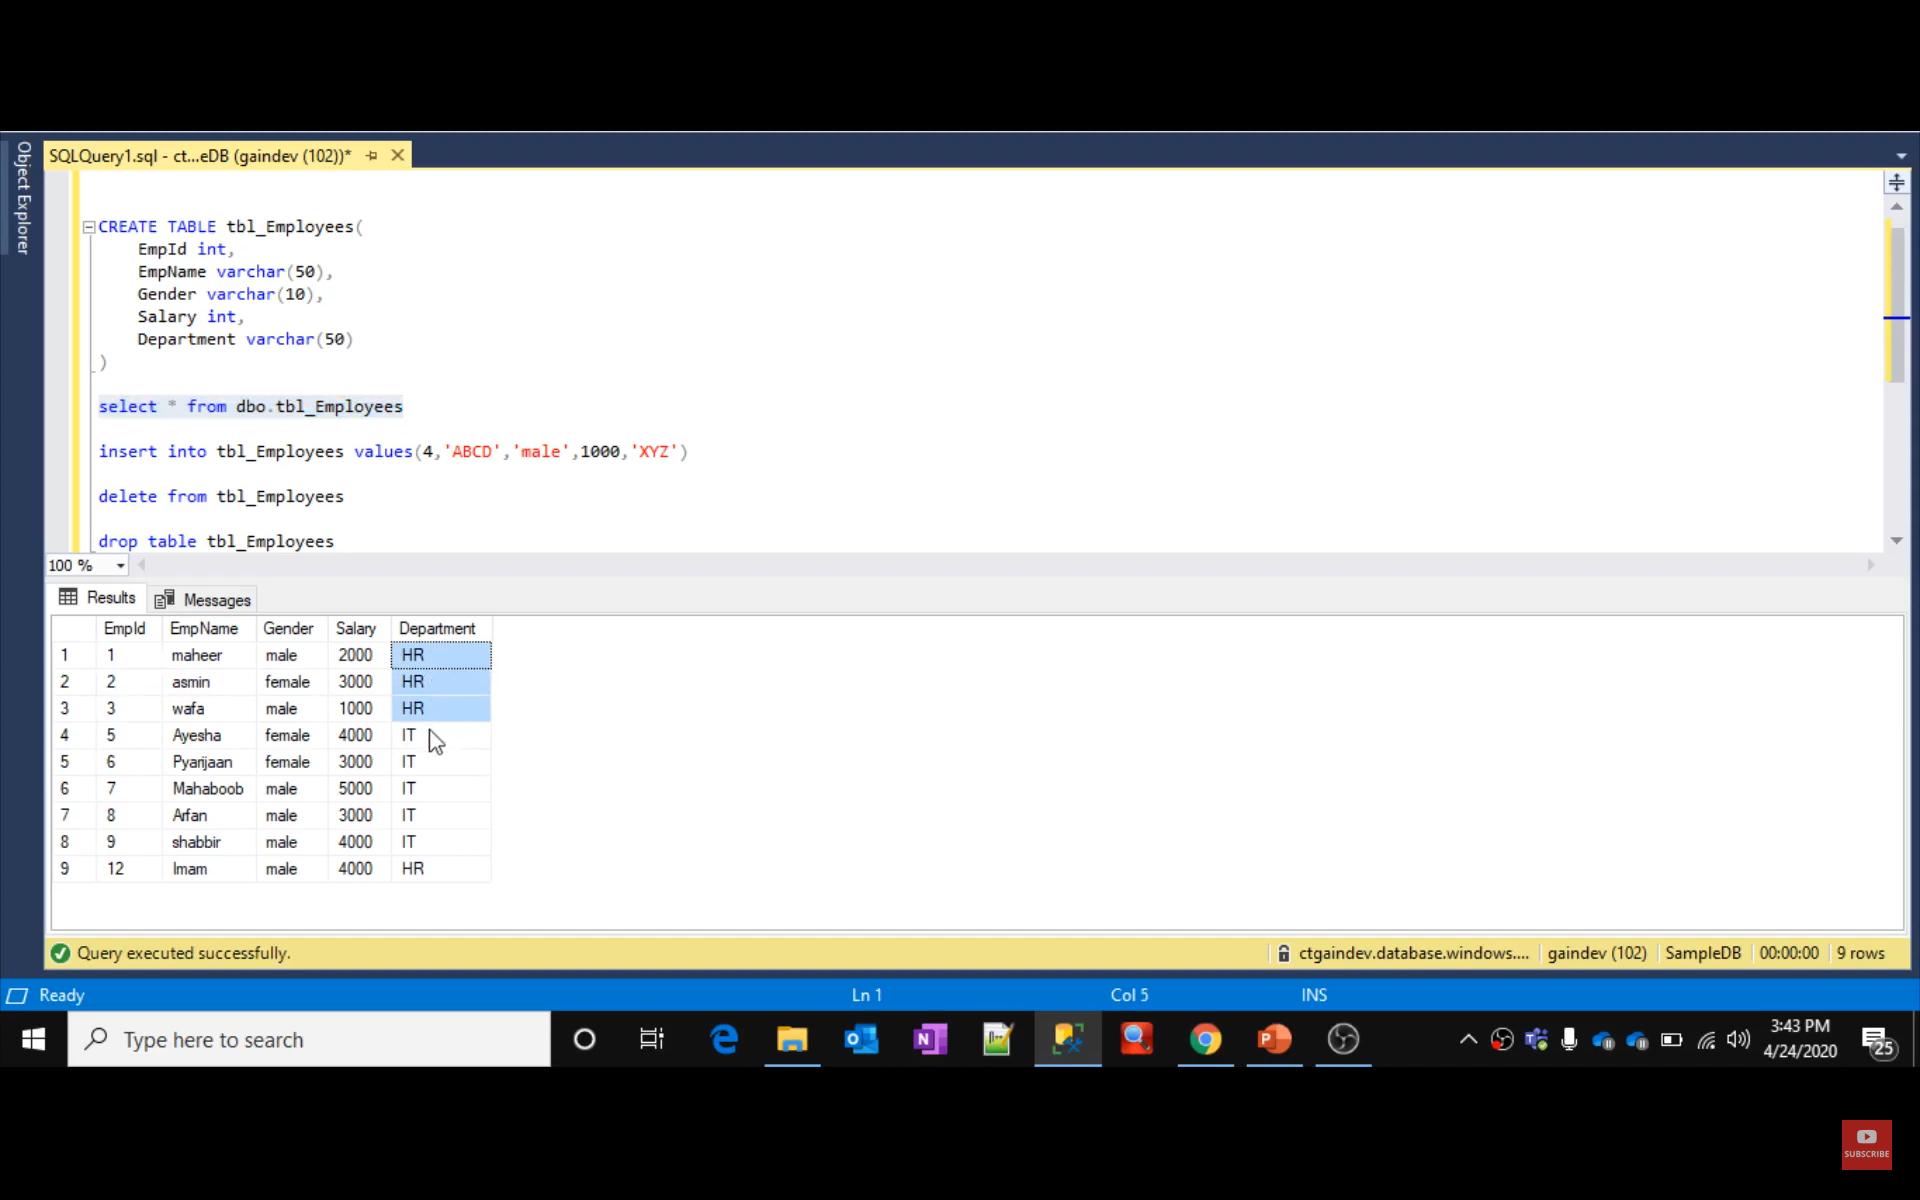 Object Explorer
SQLQuery1.sql - ct...eDB (gaindev (102))*
CREATE TABLE tbl_Employees(
EmpId int,
EmpName varchar(50),
Gender varchar(10),
Salary int,
Department varchar(50)
)
select * from dbo.tbl_Employees
insert into tbl_Employees values(4,'ABCD','male',1000,'XYZ')
delete from tbl_Employees
drop table tbl_Employees
100 %
Results Messages
EmpId EmpName Gender Salary Department
1 1 maheer male 2000 HR
2 2 asmin female 3000 HR
3 3 wafa male 1000 HR
4 5 Ayesha female 4000 IT
5 6 Pyarijaan female 3000 IT
6 7 Mahaboob male 5000 IT
7 8 Arfan male 3000 IT
8 9 shabbir male 4000 IT
9 12 Imam male 4000 HR
Query executed successfully. ctgaindev.database.windows.... gaindev (102) SampleDB 00:00:00 9 rows
Ready Ln 1 Col 5 INS
Type here to search
3:43 PM
4/24/2020
25
SUBSCRIBE